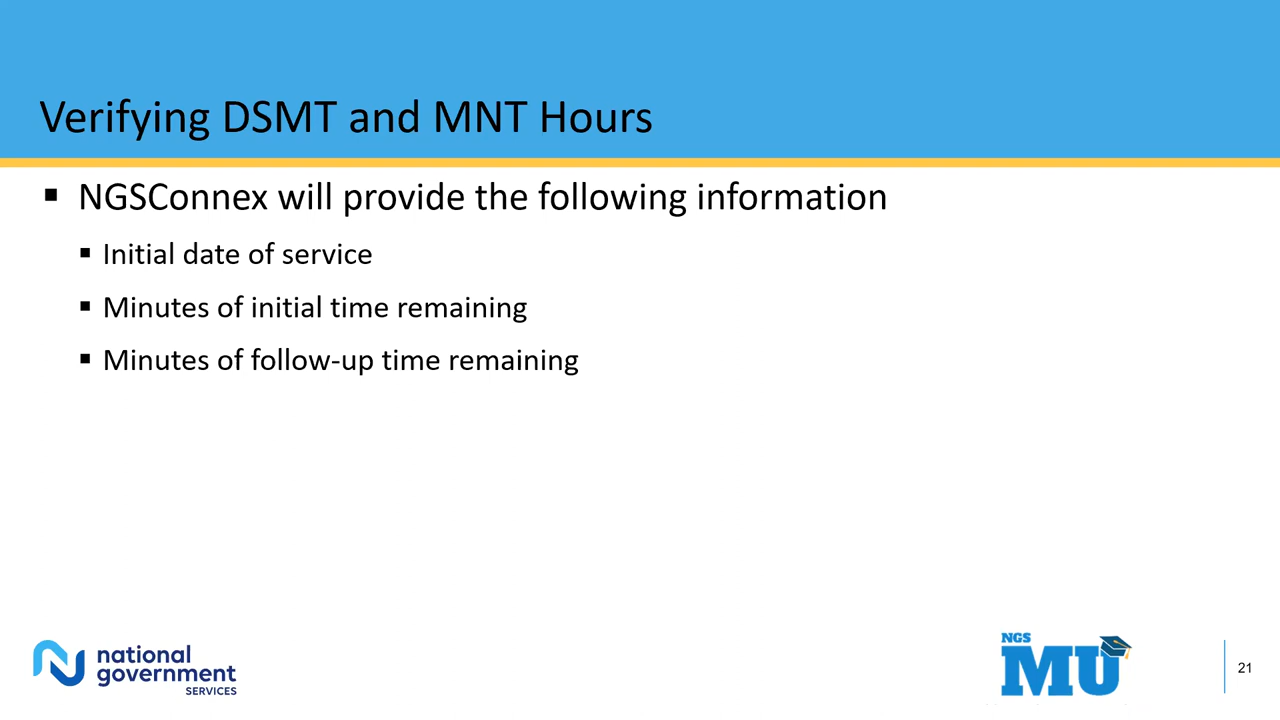 Verifying DSMT and MNT Hours
▪ NGSConnex will provide the following information
▪ Initial date of service
▪ Minutes of initial time remaining
▪ Minutes of follow-up time remaining
national
government
SERVICES
NGS
MU
21